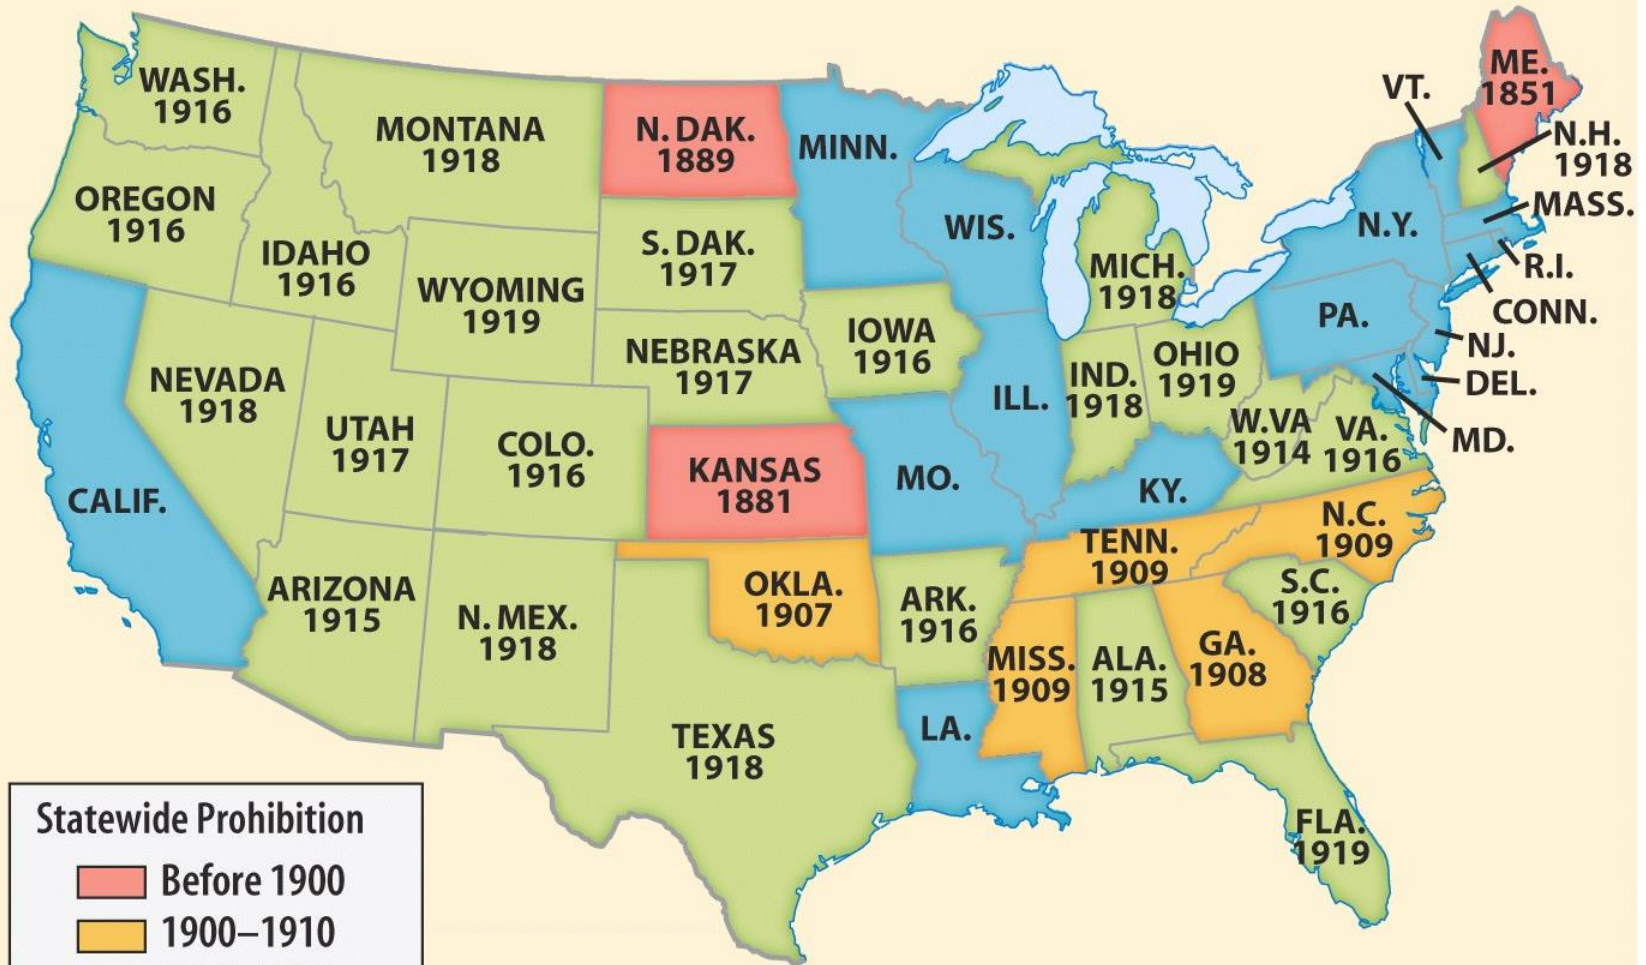 WASH.
1916
MONTANA
1918
N. DAK.
1889
MINN.
VT.
ME.
1851
N.H.
1918
OREGON
1916
IDAHO
1916
WYOMING
1919
S. DAK.
1917
WIS.
MICH.
1918
N.Y.
MASS.
R.I.
CONN.
NEVADA
1918
UTAH
1917
COLO.
1916
NEBRASKA
1917
IOWA
1916
ILL.
IND.
1918
OHIO
1919
PA.
NJ.
DEL.
MD.
W.VA
1914
VA.
1916
CALIF.
KANSAS
1881
MO.
KY.
ARIZONA
1915
N. MEX.
1918
OKLA.
1907
ARK.
1916
TENN.
1909
N.C.
1909
S.C.
1916
TEXAS
1918
LA.
MISS.
1909
ALA.
1915
GA.
1908
FLA.
1919
Statewide Prohibition
Before 1900
1900–1910